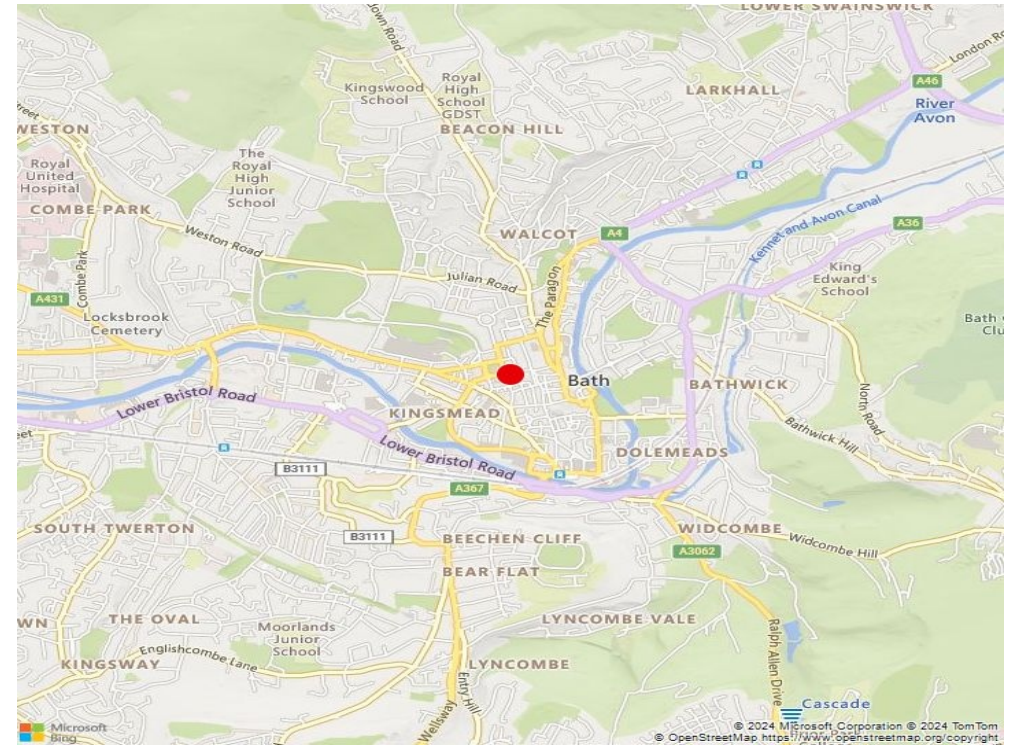 LOWER SWAINSWICK
London Ro
own Road
A46
Royal
High
School
GDST
Kingswood
School
LARKHALL
River
Avon
reet
WESTON
BEACON HILL
The
Royal
High
Junior
School
Royal
United
Hospital
COMBE PARK
Kennet and Avon Canal
A36
Weston Road
WALCOT
A4
King
Edward's
School
Combe Park
Julian Road
The Paragon
A431
Locksbrook
Cemetery
Bath
Clu
Bath
BATHWICK
North Road
Lower Bristol Road
KINGSMEAD
Bathwick Hill
eet
Lower Bristol Road
DOLEMEADS
B3111
A367
SOUTH TWERTON
B3111
BEECHEN CLIFF
WIDCOMBE
Widcombe Hill
A3062
BEAR FLAT
WN
THE OVAL
Moorlands
Junior
School
LYNCOMBE VALE
Ralph Allen Drive
Englishcombe Lane
KINGSWAY
LYNCOMBE
Entry Hill
Wellsway
Cascade
Microsoft
Bing
© 2024 Microsoft Corporation © 2024 TomTom
© OpenStreetMap https://www.openstreetmap.org/copyright